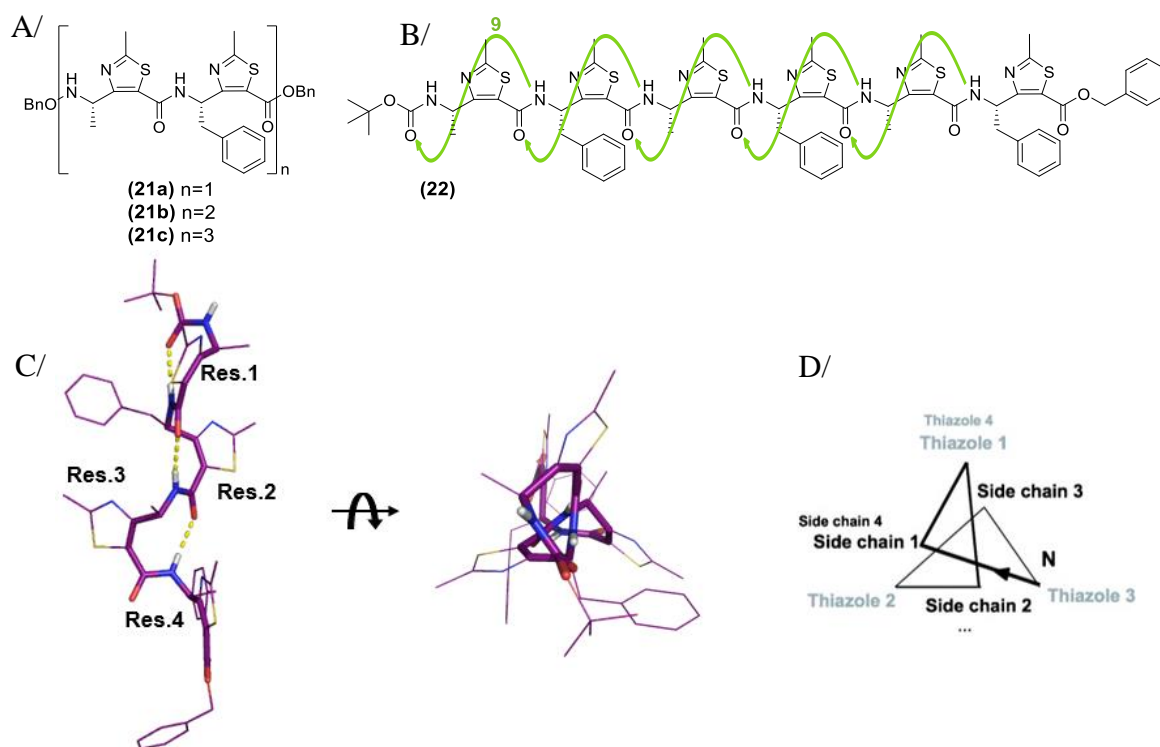 A/
N
S
H
N
N
S
H
N
BnO
OBn
O
O
n
(21a) n=1
(21b) n=2
(21c) n=3
B/
9
N
S
N
S
N
S
N
S
N
S
N
S
O
H
N
O
O
H
N
O
H
N
O
H
N
O
H
N
O
H
N
O
O
(22)
C/
Res.1
Res.3
Res.2
Res.4
D/
Thiazole 4
Thiazole 1
Side chain 3
Side chain 4
Side chain 1
N
Thiazole 2
Side chain 2
Thiazole 3
...